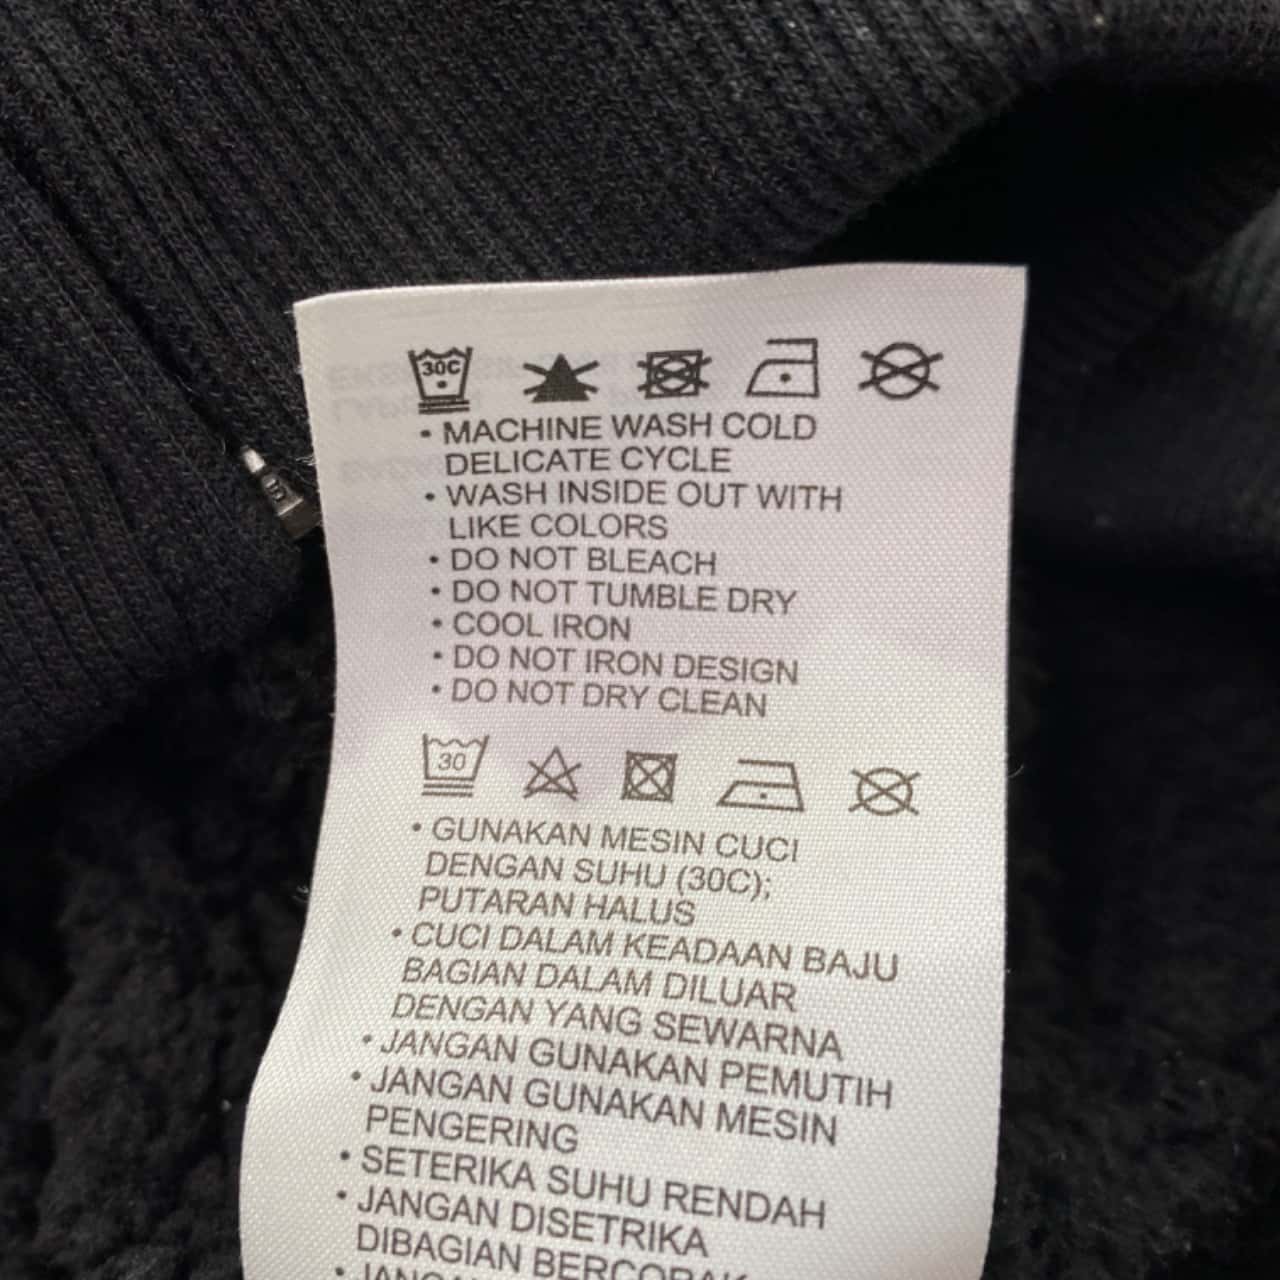 30C
• MACHINE WASH COLD
DELICATE CYCLE
• WASH INSIDE OUT WITH
LIKE COLORS
• DO NOT BLEACH
• DO NOT TUMBLE DRY
• COOL IRON
• DO NOT IRON DESIGN
• DO NOT DRY CLEAN
30
• GUNAKAN MESIN CUCI
DENGAN SUHU (30C);
PUTARAN HALUS
• CUCI DALAM KEADAAN BAJU
BAGIAN DALAM DILUAR
DENGAN YANG SEWARNA
• JANGAN GUNAKAN PEMUTIH
• JANGAN GUNAKAN MESIN
PENGERING
• SETERIKA SUHU RENDAH
• JANGAN DISETRIKA
DIBAGIAN BERCORAK